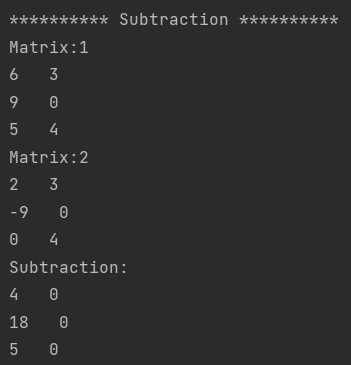 ********** Subtraction **********
Matrix:1
6   3
9   0
5   4
Matrix:2
2   3
-9   0
0   4
Subtraction:
4   0
18   0
5   0